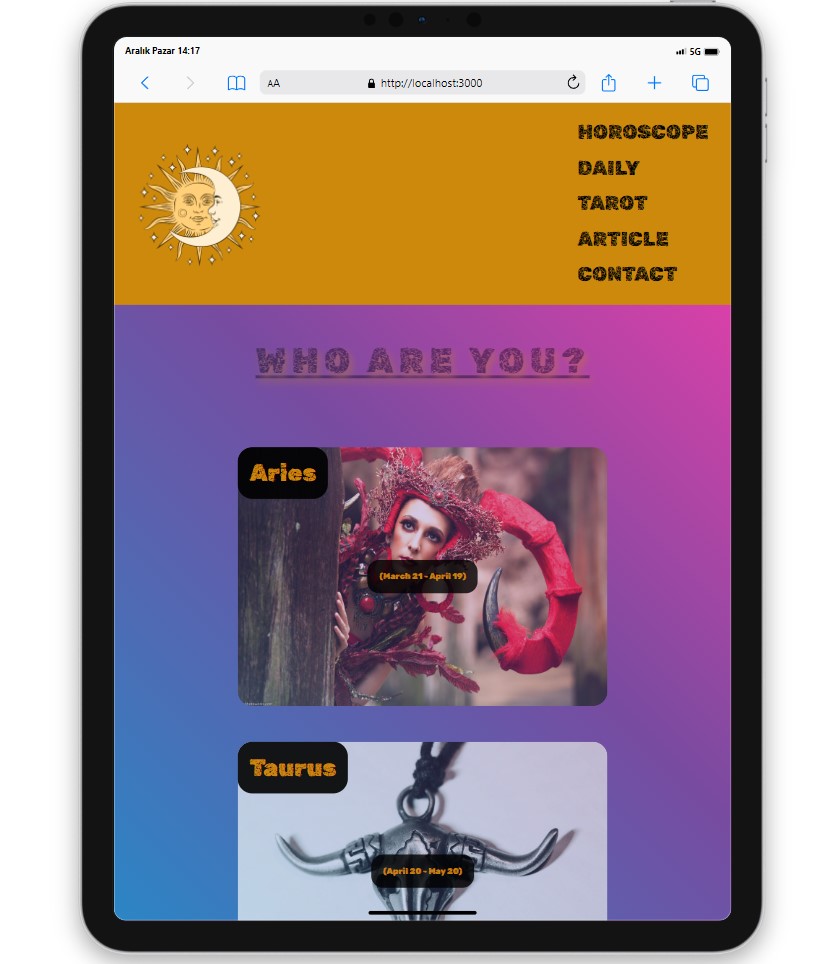 Aralık Pazar 14:17
5G
AA
http://localhost:3000
HOROSCOPE
DAILY
TAROT
ARTICLE
CONTACT
WHO ARE YOU?
Aries
(March 21 - April 19)
Taurus
(April 20 - May 20)